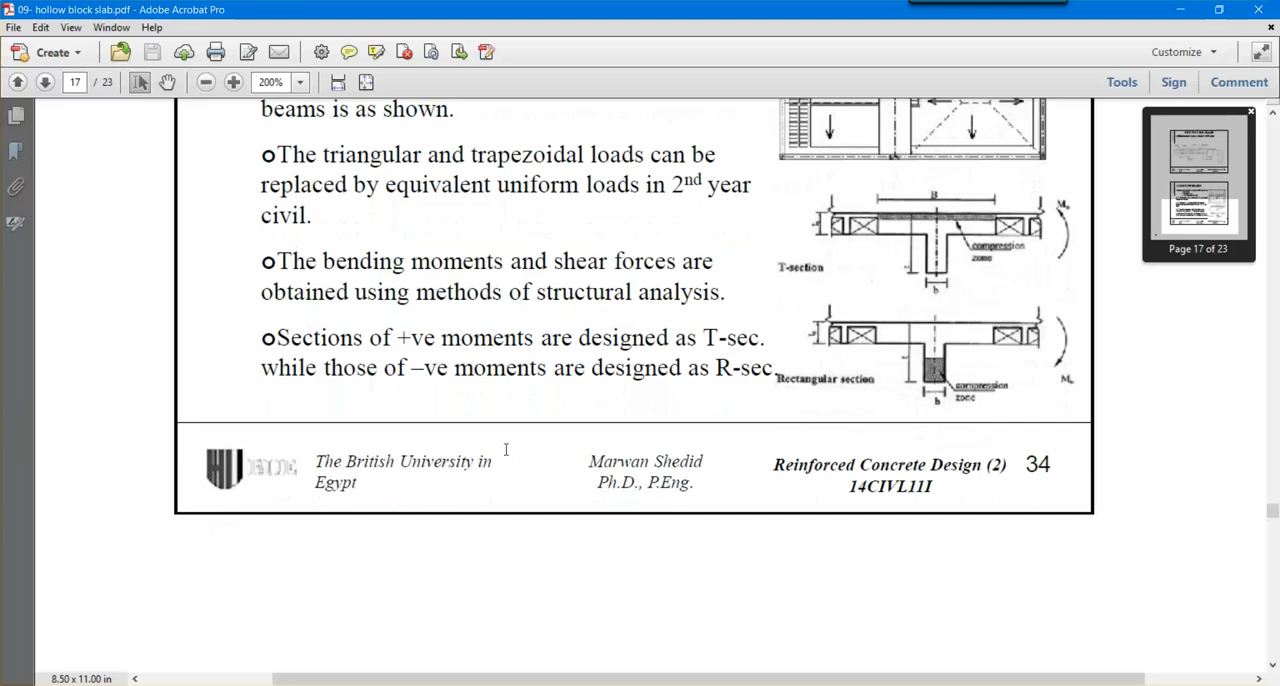 09- hollow block slab.pdf - Adobe Acrobat Pro
File Edit View Window Help
Create
Customize
17 / 23
200%
Tools Sign Comment
beams is as shown.
The triangular and trapezoidal loads can be
replaced by equivalent uniform loads in 2nd year
civil.
The bending moments and shear forces are
obtained using methods of structural analysis.
Sections of +ve moments are designed as T-sec.
while those of –ve moments are designed as R-sec.
B
compression
zone
T-section
b
Rectangular section
compression
zone
b
The British University in
Egypt
Marwan Shedid
Ph.D., P.Eng.
Reinforced Concrete Design (2)
14CIVL11I
34
Page 17 of 23
8.50 x 11.00 in